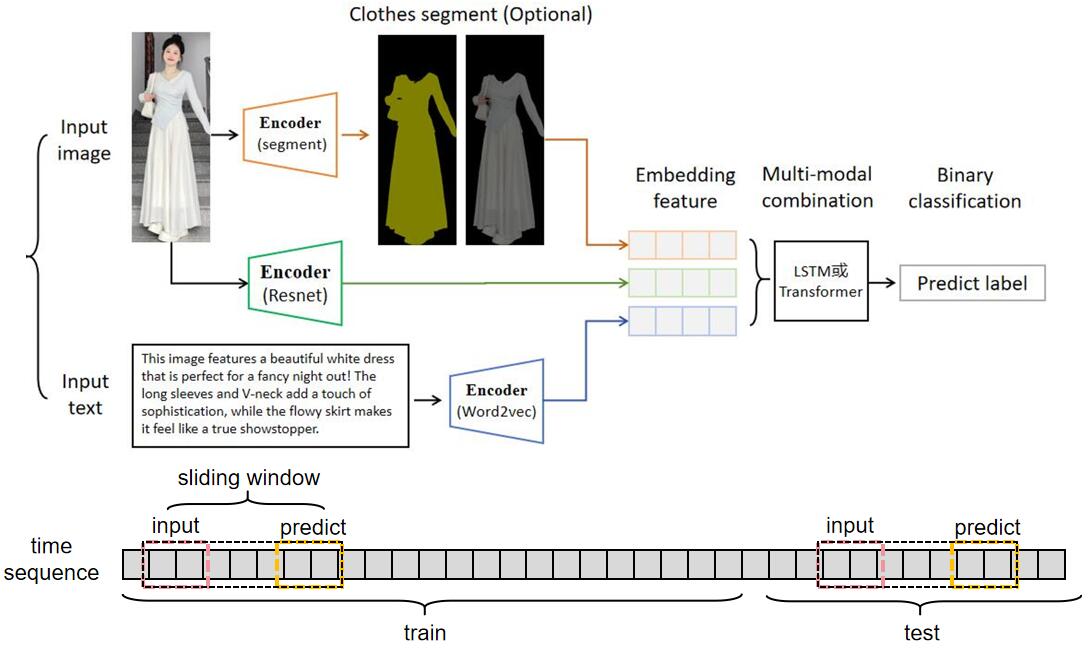 Clothes segment (Optional)
Input
image
Encoder
(segment)
Embedding
feature
Multi-modal
combination
Binary
classification
Encoder
(Resnet)
LSTM或
Transformer
Predict label
Input
text
This image features a beautiful white dress
that is perfect for a fancy night out! The
long sleeves and V-neck add a touch of
sophistication, while the flowy skirt makes
it feel like a true showstopper.
Encoder
(Word2vec)
sliding window
input
predict
input
predict
time
sequence
train
test